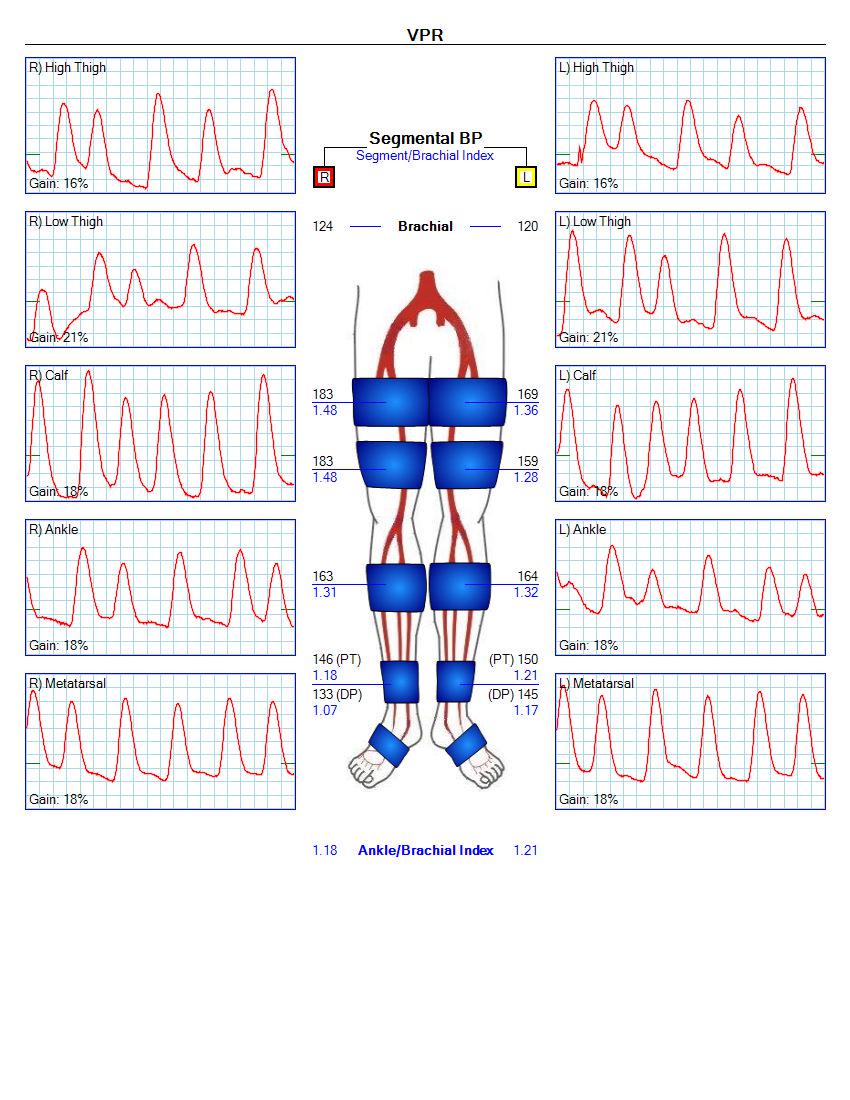 VPR
R) High Thigh
Gain: 16%
L) High Thigh
Gain: 16%
Segmental BP
Segment/Brachial Index
R
L
124 Brachial 120
R) Low Thigh
Gain: 21%
L) Low Thigh
Gain: 21%
R) Calf
Gain: 18%
L) Calf
Gain: 18%
183 169
1.48 1.36
183 159
1.48 1.28
R) Ankle
Gain: 18%
L) Ankle
Gain: 18%
163 164
1.31 1.32
146 (PT) (PT) 150
1.18 1.21
133 (DP) (DP) 145
1.07 1.17
R) Metatarsal
Gain: 18%
L) Metatarsal
Gain: 18%
1.18 Ankle/Brachial Index 1.21